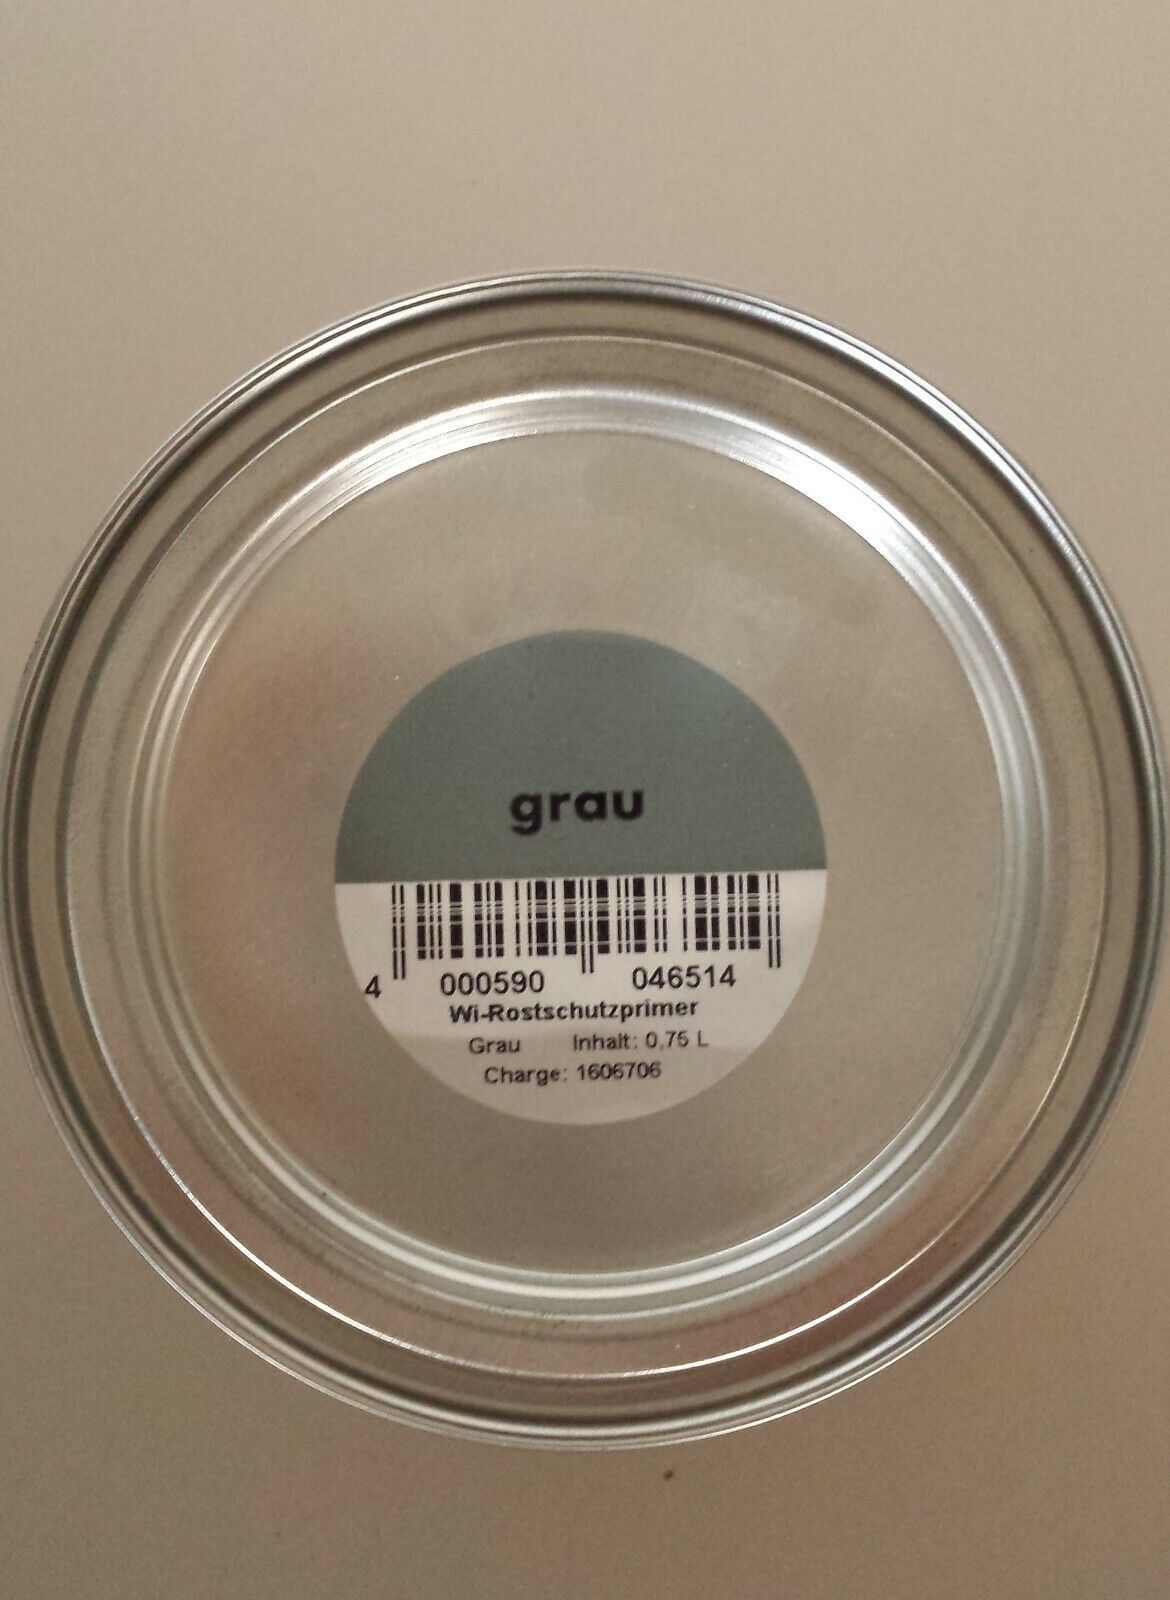 grau
4 000590 046514
Wi-Rostschutzprimer
Grau Inhalt: 0,75 L
Charge: 1606706